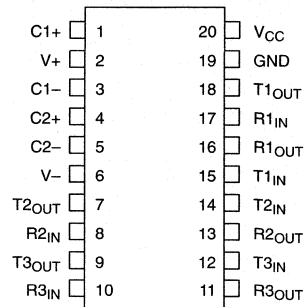 C1+ 1 20 VCC
V+ 2 19 GND
C1− 3 18 T1OUT
C2+ 4 17 R1IN
C2− 5 16 R1OUT
V− 6 15 T1IN
T2OUT 7 14 T2IN
R2IN 8 13 R2OUT
T3OUT 9 12 T3IN
R3IN 10 11 R3OUT